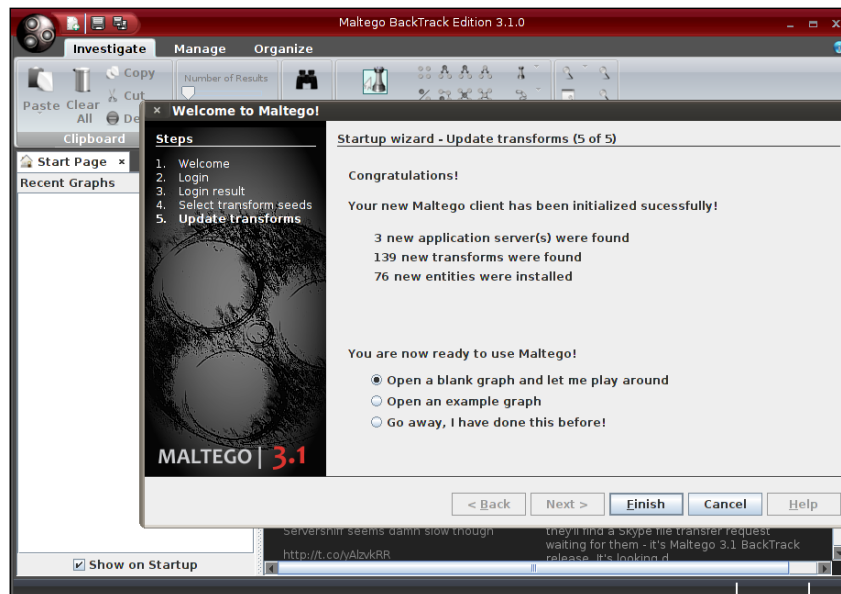 Maltego BackTrack Edition 3.1.0
Investigate Manage Organize
Paste
Clear All
Copy
Cut
De
Number of Results
Clipboard
Start Page ×
Recent Graphs
Show on Startup
Welcome to Maltego!
Steps
1. Welcome
2. Login
3. Login result
4. Select transform seeds
5. Update transforms
MALTEGO | 3.1
Startup wizard - Update transforms (5 of 5)
Congratulations!
Your new Maltego client has been initialized sucessfully!
3 new application server(s) were found
139 new transforms were found
76 new entities were installed
You are now ready to use Maltego!
Open a blank graph and let me play around
Open an example graph
Go away, I have done this before!
< Back Next > Finish Cancel Help
Serversniff seems damn slow though
http://t.co/yAlzvkRR
they'll find a Skype file transfer request
waiting for them - it's Maltego 3.1 BackTrack
release. It's looking d